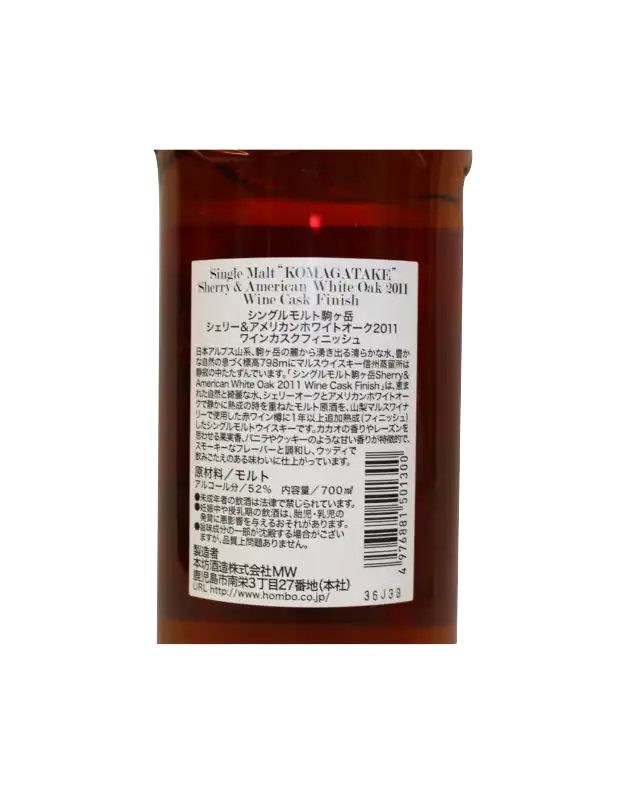 Single Malt "KOMAGATAKE"
Sherry & American White Oak 2011
Wine Cask Finish
シングルモルト駒ヶ岳
シェリー&アメリカンホワイトオーク2011
ワインカスクフィニッシュ
日本アルプス山系、駒ヶ岳の麓から湧き出る清らかな水、豊か
な自然の息づく標高798mにマルスウイスキー信州蒸留所は
静寂の中たたずんでいます。「シングルモルト駒ヶ岳Sherry&
American White Oak 2011 Wine Cask Finish」は、恵ま
れた自然と綺麗な水、シェリーオークとアメリカンホワイトオー
クで静かに熟成の時を重ねたモルト原酒を、山梨マルスワイナ
リーで使用した赤ワイン樽に1年以上追加熟成(フィニッシュ)
したシングルモルトウイスキーです。カカオの香りやレーズンを
思わせる果実香、バニラやクッキーのような甘い香りが特徴的で、
スモーキーなフレーバーと調和し、ウッディで
飲みごたえのある味わいに仕上がっています。
原材料/モルト
アルコール分/52% 内容量/700㎖
●未成年者の飲酒は法律で禁じられています。
●妊娠中や授乳期の飲酒は、胎児・乳児の
発育に悪影響を与えるおそれがあります。
●旨味成分の一部が沈殿する場合がござい
ますが、品質上問題ありません。
製造者
本坊酒造株式会社MW
鹿児島市南栄3丁目27番地(本社)
URL http://www.hombo.co.jp/
4 976881 501300
36J38